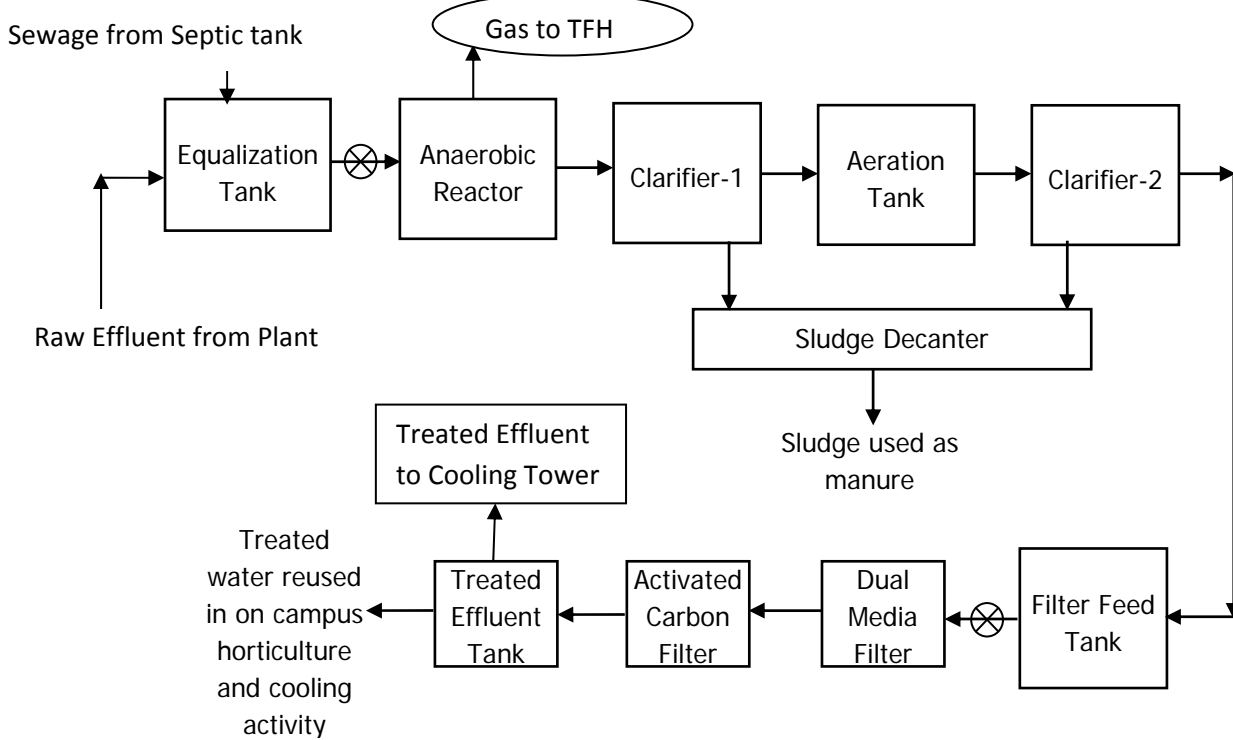 Gas to TFH
Sewage from Septic tank
Equalization
Tank
Anaerobic
Reactor
Clarifier-1
Aeration
Tank
Clarifier-2
Raw Effluent from Plant
Sludge Decanter
Sludge used as
manure
Treated Effluent
to Cooling Tower
Treated
water reused
in on campus
horticulture
and cooling
activity
Treated
Effluent
Tank
Activated
Carbon
Filter
Dual
Media
Filter
Filter Feed
Tank